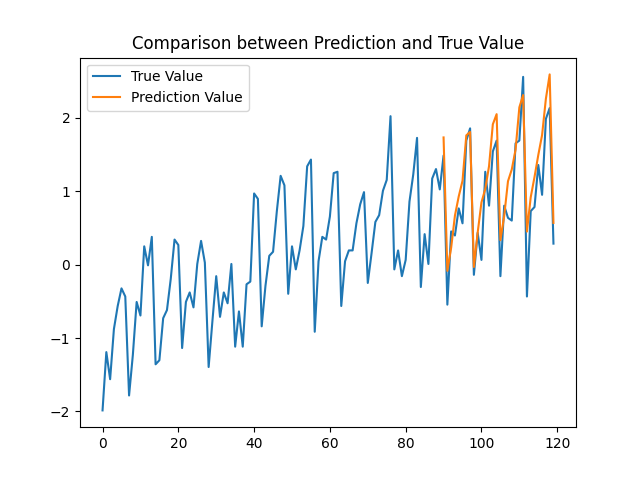 Comparison between Prediction and True Value
True Value
Prediction Value
2
1
0
−1
−2
0 20 40 60 80 100 120